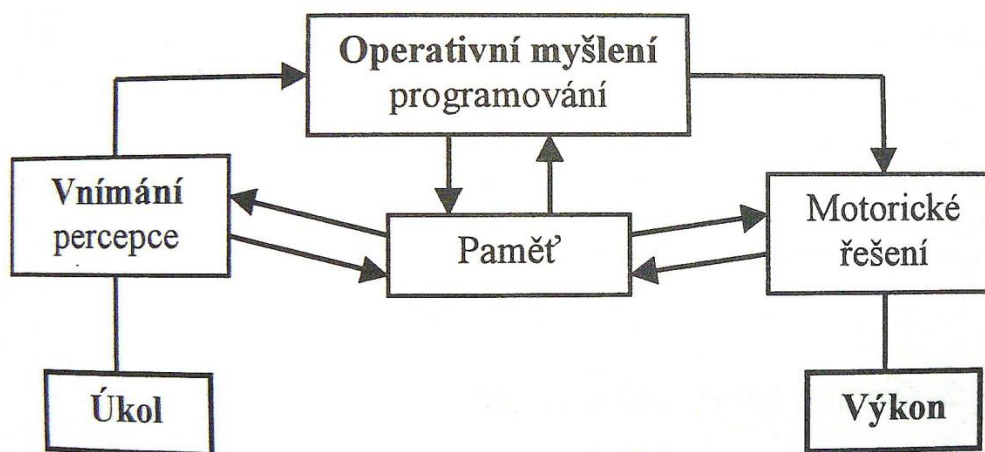 Operativní myšlení
programování
Vnímání
percepce
Paměť
Motorické
řešení
Úkol
Výkon